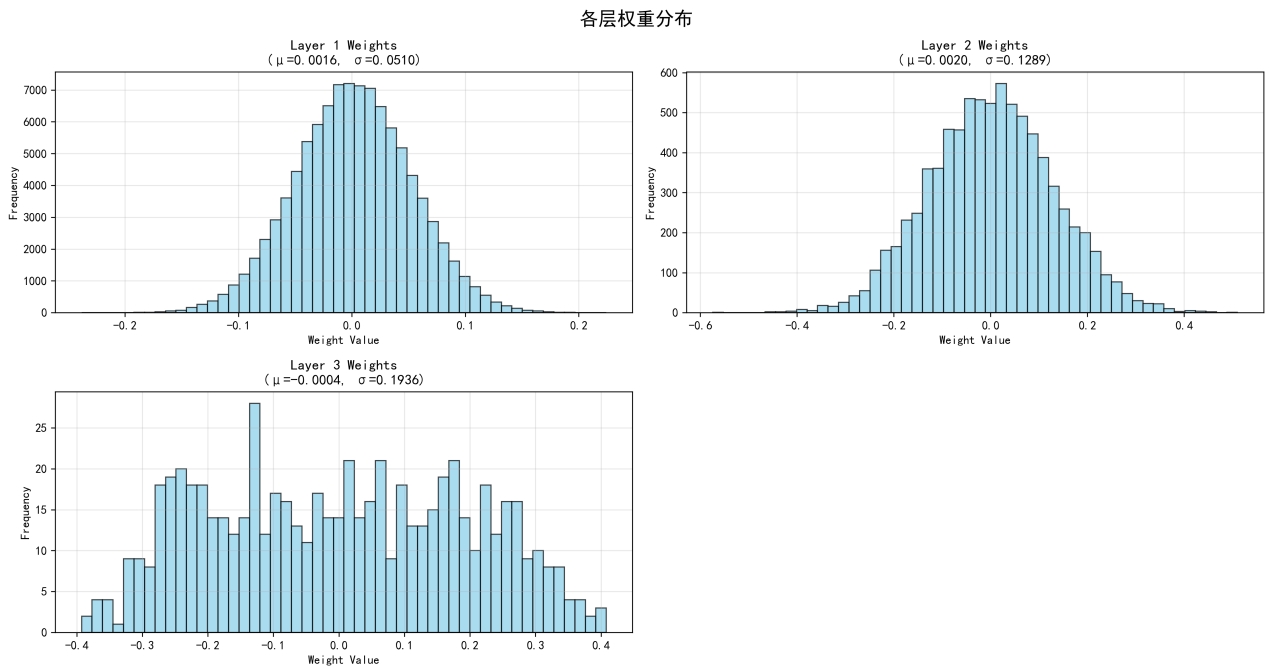 各层权重分布
Layer 1 Weights
(μ=0.0016, σ=0.0510)
Frequency
7000
6000
5000
4000
3000
2000
1000
0
-0.2 -0.1 0.0 0.1 0.2
Weight Value
Layer 2 Weights
(μ=0.0020, σ=0.1289)
Frequency
600
500
400
300
200
100
0
-0.6 -0.4 -0.2 0.0 0.2 0.4
Weight Value
Layer 3 Weights
(μ=-0.0004, σ=0.1936)
Frequency
25
20
15
10
5
0
-0.4 -0.3 -0.2 -0.1 0.0 0.1 0.2 0.3 0.4
Weight Value